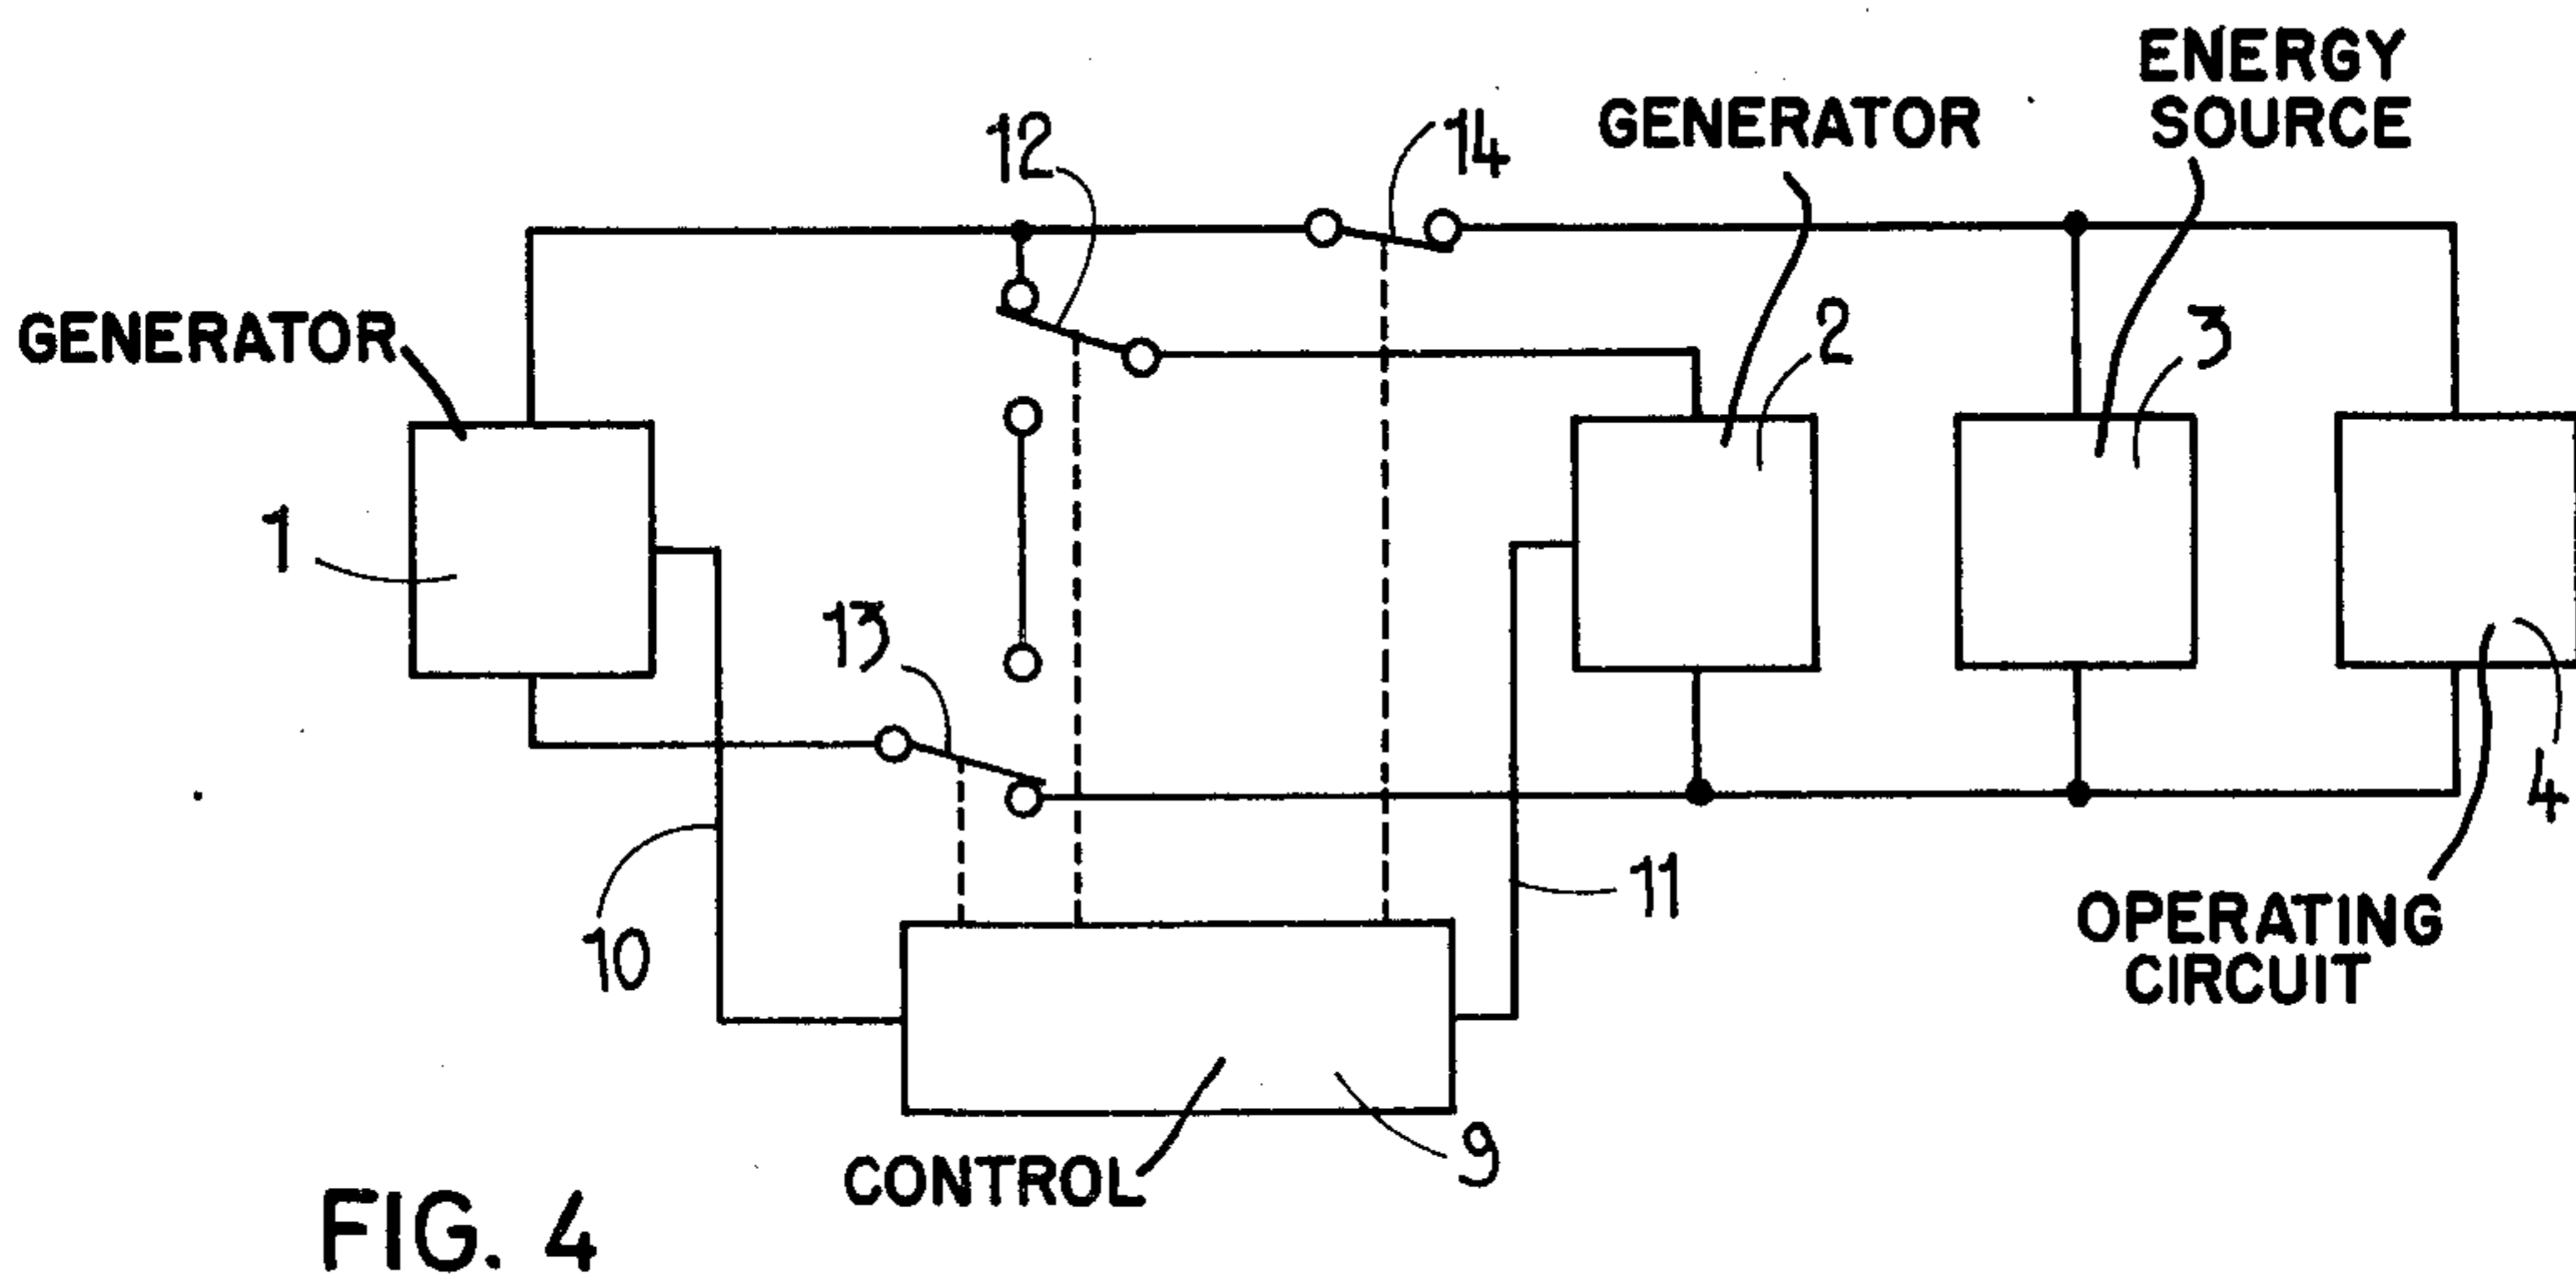 ENERGY
SOURCE
GENERATOR
12
14
GENERATOR
2
3
1
13
4
11
10
OPERATING
CIRCUIT
9
CONTROL
FIG. 4